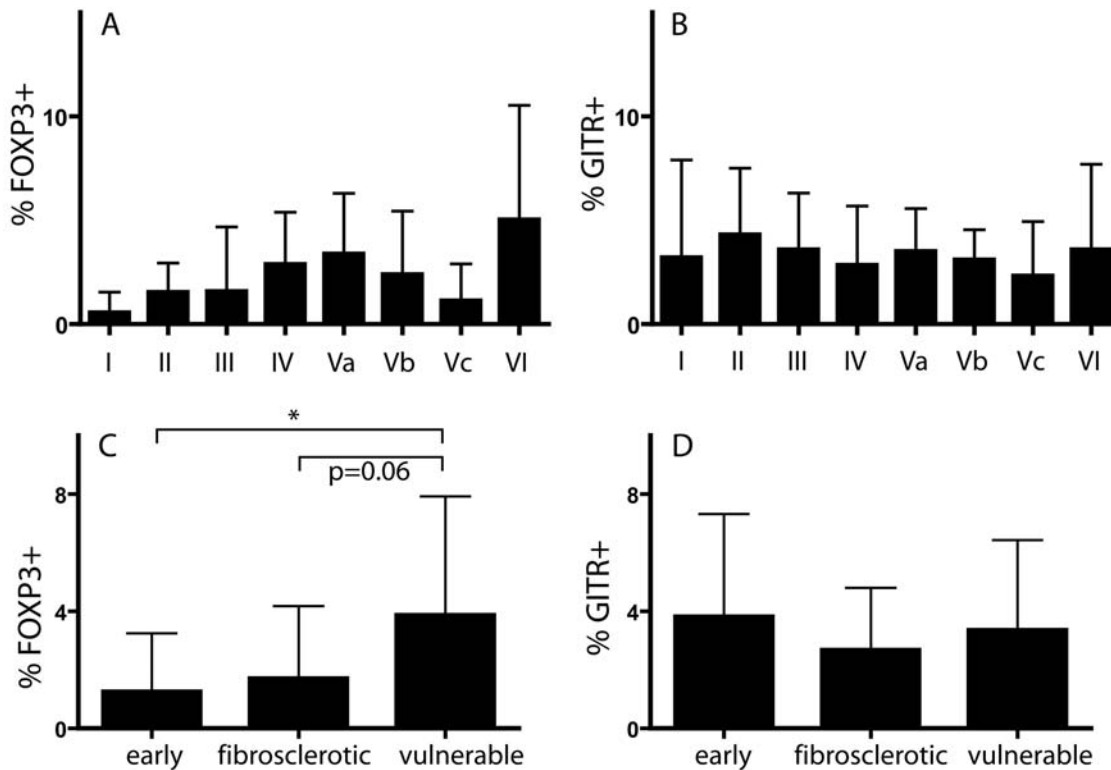 A
% FOXP3+
10
0
I II III IV Va Vb Vc VI
B
% GITR+
10
0
I II III IV Va Vb Vc VI
C
*
p=0.06
% FOXP3+
8
4
0
early fibrosclerotic vulnerable
D
% GITR+
8
4
0
early fibrosclerotic vulnerable